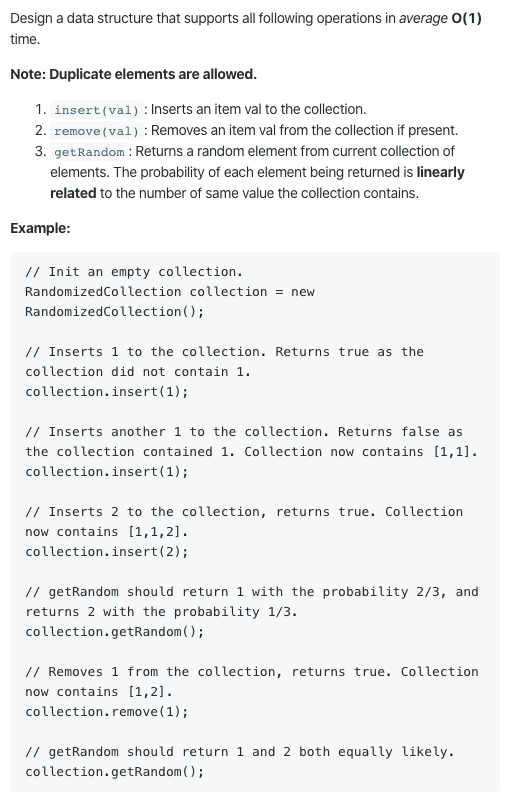 Design a data structure that supports all following operations in average O(1)
time.
Note: Duplicate elements are allowed.
1. insert(val) : Inserts an item val to the collection.
2. remove(val) : Removes an item val from the collection if present.
3. getRandom : Returns a random element from current collection of
elements. The probability of each element being returned is linearly
related to the number of same value the collection contains.
Example:
// Init an empty collection.
RandomizedCollection collection = new
RandomizedCollection();
// Inserts 1 to the collection. Returns true as the
collection did not contain 1.
collection.insert(1);
// Inserts another 1 to the collection. Returns false as
the collection contained 1. Collection now contains [1,1].
collection.insert(1);
// Inserts 2 to the collection, returns true. Collection
now contains [1,1,2].
collection.insert(2);
// getRandom should return 1 with the probability 2/3, and
returns 2 with the probability 1/3.
collection.getRandom();
// Removes 1 from the collection, returns true. Collection
now contains [1,2].
collection.remove(1);
// getRandom should return 1 and 2 both equally likely.
collection.getRandom();